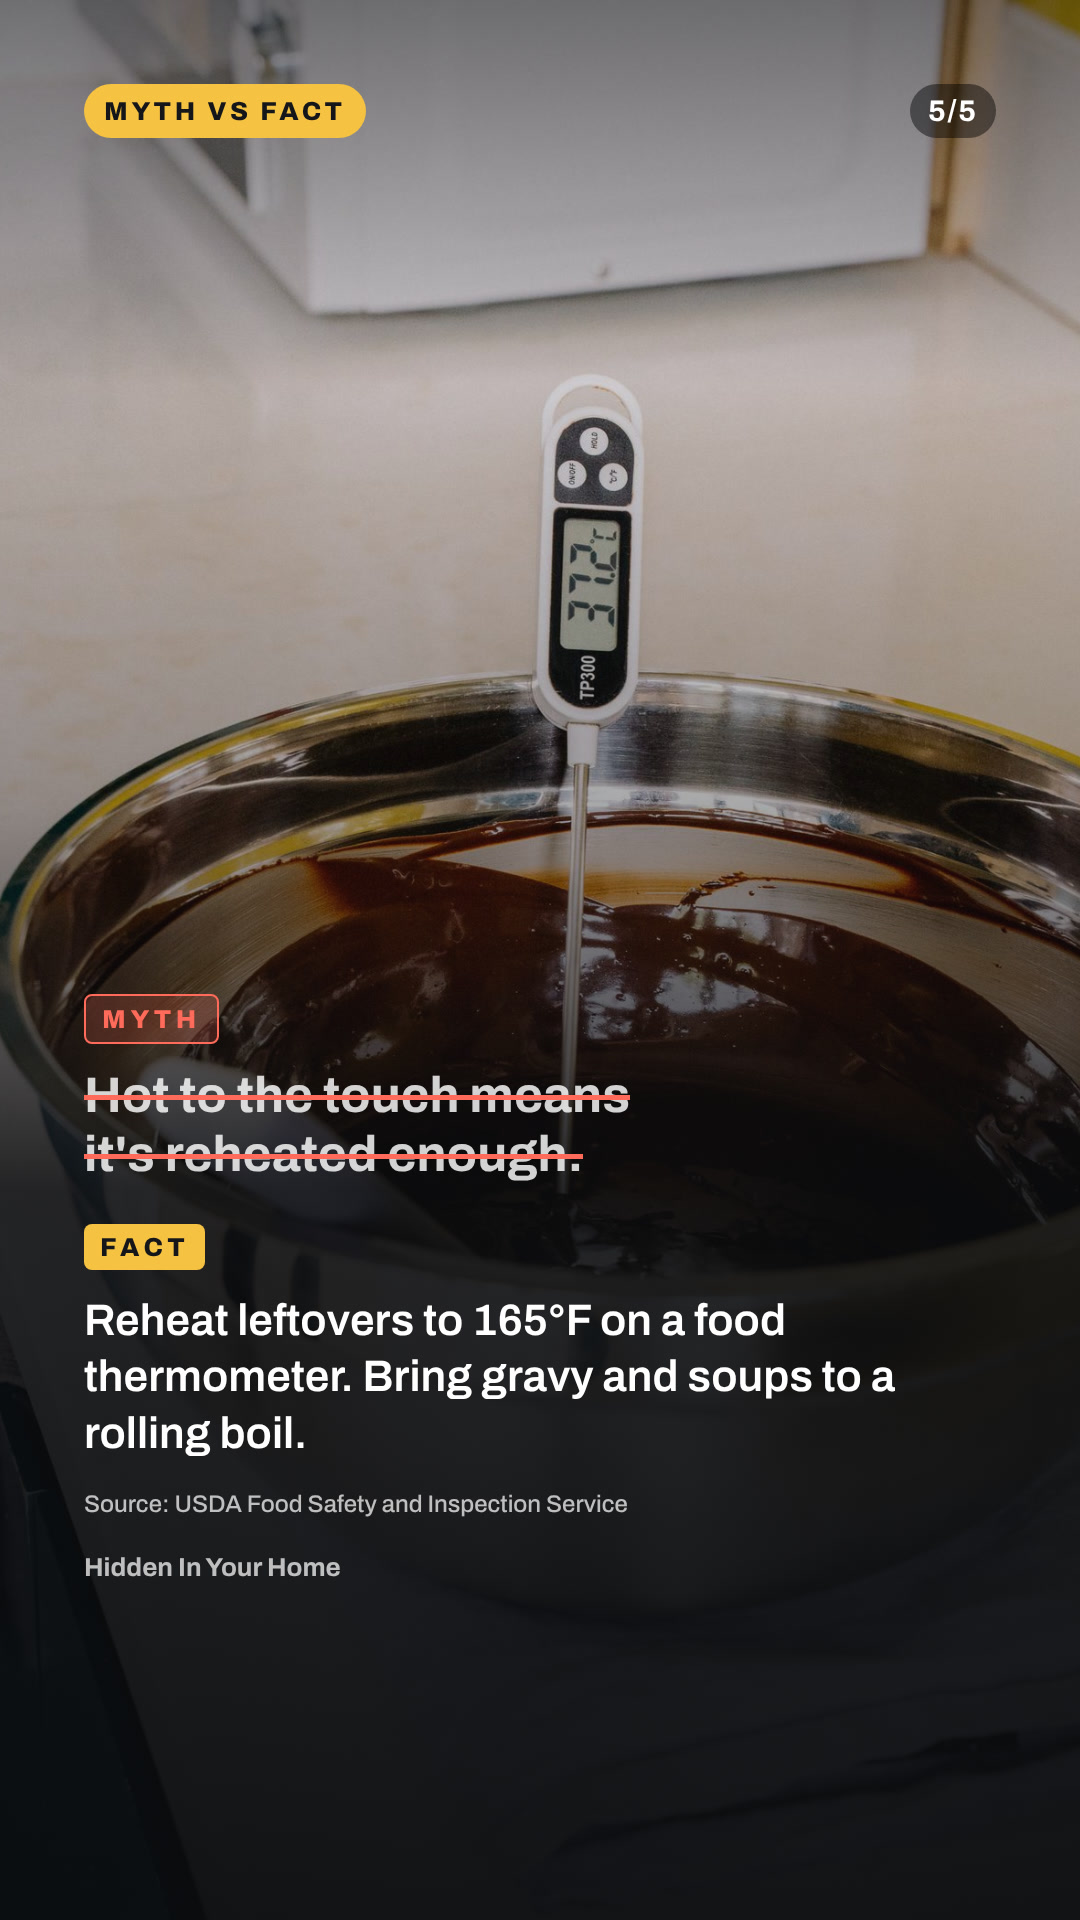 MYTH VS FACT
5/5
HOLD
ON/OFF
°C/°F
37.2°C
TP300
MYTH
Hot to the touch means
it's reheated enough.
FACT
Reheat leftovers to 165°F on a food
thermometer. Bring gravy and soups to a
rolling boil.
Source: USDA Food Safety and Inspection Service
Hidden In Your Home